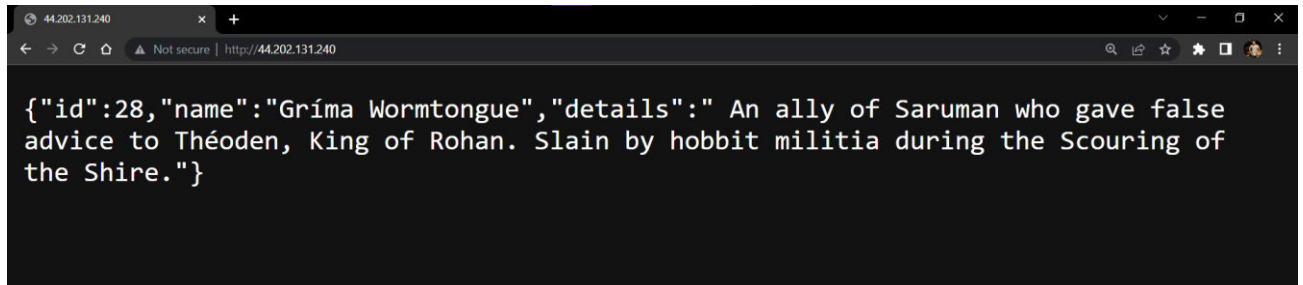 44.202.131.240
Not secure | http://44.202.131.240
{"id":28,"name":"Gríma Wormtongue","details":" An ally of Saruman who gave false
advice to Théoden, King of Rohan. Slain by hobbit militia during the Scouring of
the Shire."}